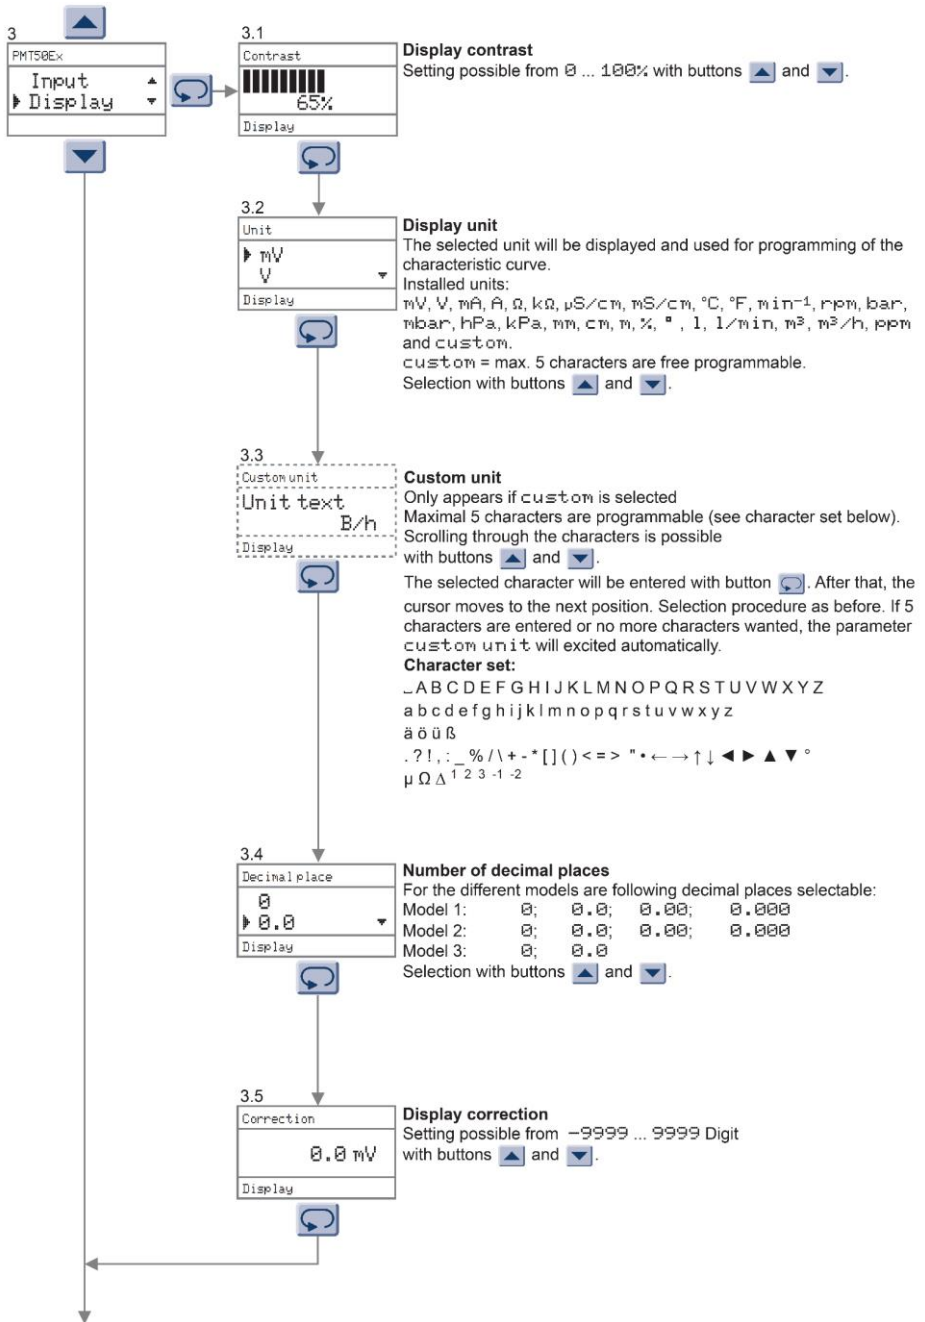 3
PMT50Ex
Input
Display
3.1
Contrast
65%
Display
Display contrast
Setting possible from 0 ... 100% with buttons ▲ and ▼.
3.2
Unit
mV
V
Display
Display unit
The selected unit will be displayed and used for programming of the
characteristic curve.
Installed units:
mV, V, mA, A, Ω, kΩ, µS/cm, mS/cm, °C, °F, min⁻¹, rpm, bar,
mbar, hPa, kPa, mm, cm, m, %, ° , l, l/min, m³, m³/h, ppm
and custom.
custom = max. 5 characters are free programmable.
Selection with buttons ▲ and ▼.
3.3
Custom unit
Unit text
B/h
Display
Custom unit
Only appears if custom is selected
Maximal 5 characters are programmable (see character set below).
Scrolling through the characters is possible
with buttons ▲ and ▼.
The selected character will be entered with button . After that, the
cursor moves to the next position. Selection procedure as before. If 5
characters are entered or no more characters wanted, the parameter
custom unit will excited automatically.
Character set:
⎵ A B C D E F G H I J K L M N O P Q R S T U V W X Y Z
a b c d e f g h i j k l m n o p q r s t u v w x y z
ä ö ü ß
. ? ! , : _ % / \ + - * [ ] ( ) < = > " • ← → ↑ ↓ ◄ ► ▲ ▼ °
µ Ω Δ ¹ ² ³ ⁻¹ ⁻²
3.4
Decimal place
0
0.0
Display
Number of decimal places
For the different models are following decimal places selectable:
Model 1: 0; 0.0; 0.00; 0.000
Model 2: 0; 0.0; 0.00; 0.000
Model 3: 0; 0.0
Selection with buttons ▲ and ▼.
3.5
Correction
0.0 mV
Display
Display correction
Setting possible from −9999 ... 9999 Digit
with buttons ▲ and ▼.